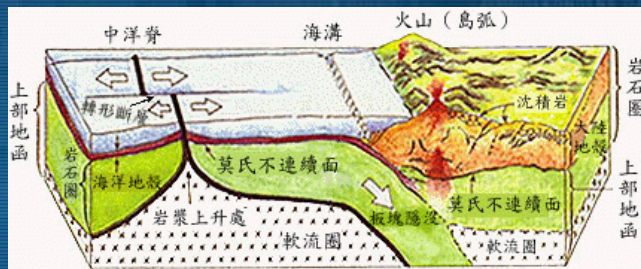 火山（島弧）
中洋脊
海溝
上部地函
岩石圈
轉形斷層
沈積岩
大陸地殼
岩石圈
海洋地殼
莫氏不連續面
莫氏不連續面
上部地函
岩漿上升處
板塊隱沒
軟流圈
軟流圈